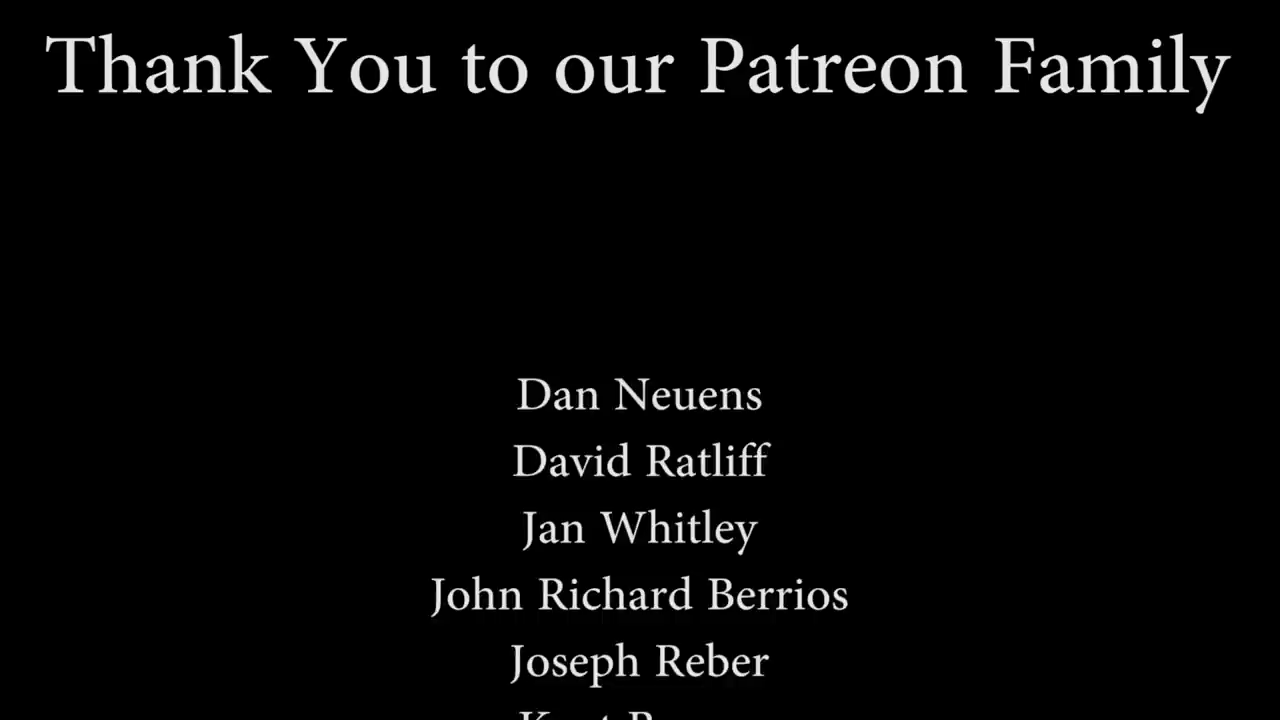 Thank You to our Patreon Family
Dan Neuens
David Ratliff
Jan Whitley
John Richard Berrios
Joseph Reber